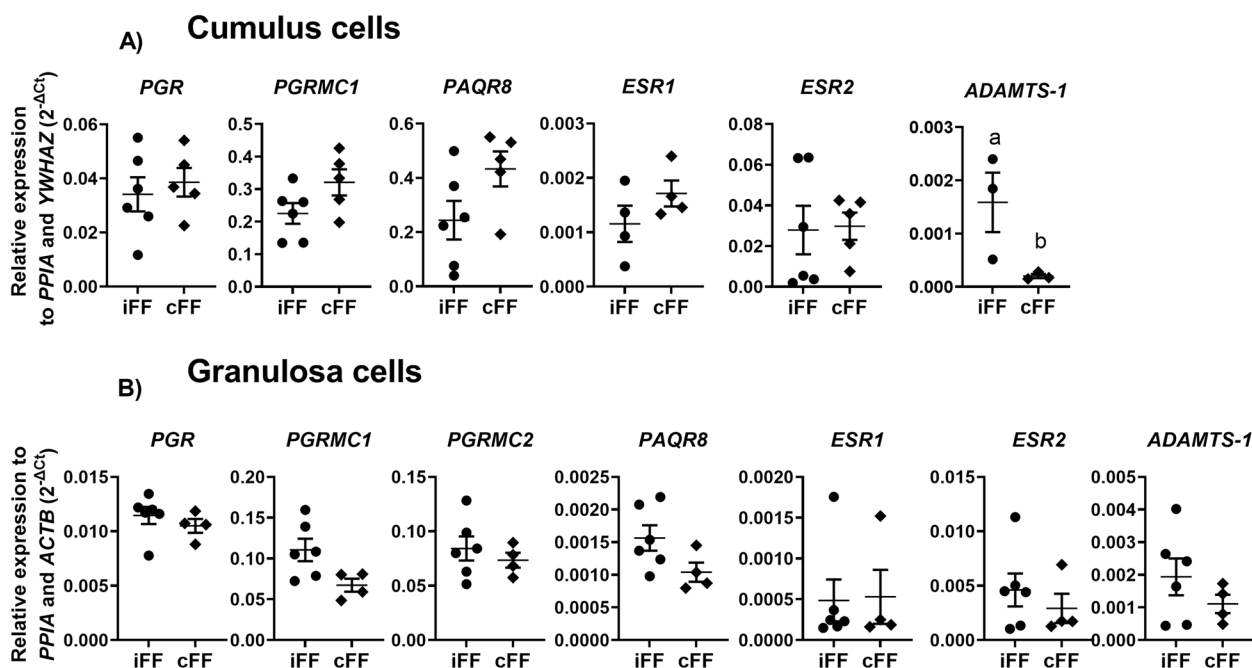 A) Cumulus cells
PGR PGRMC1 PAQR8 ESR1 ESR2 ADAMTS-1
Relative expression
to PPIA and YWHAZ (2^-ΔCt)
0.06 0.5 0.6 0.003 0.08 0.003
0.04 0.4 0.4 0.002 0.06 0.002
0.02 0.3 0.2 0.001 0.04 0.001
0.00 0.2 0.0 0.000 0.02 0.000
0.1 0.00
0.0
a
b
iFF cFF iFF cFF iFF cFF iFF cFF iFF cFF iFF cFF
B) Granulosa cells
PGR PGRMC1 PGRMC2 PAQR8 ESR1 ESR2 ADAMTS-1
Relative expression to
PPIA and ACTB (2^-ΔCt)
0.015 0.20 0.15 0.0025 0.0020 0.015 0.005
0.010 0.15 0.10 0.0020 0.0015 0.010 0.004
0.005 0.10 0.05 0.0015 0.0010 0.005 0.003
0.000 0.05 0.00 0.0010 0.0005 0.000 0.002
0.00 0.0005 0.0000 0.001
0.0000 0.000
iFF cFF iFF cFF iFF cFF iFF cFF iFF cFF iFF cFF iFF cFF